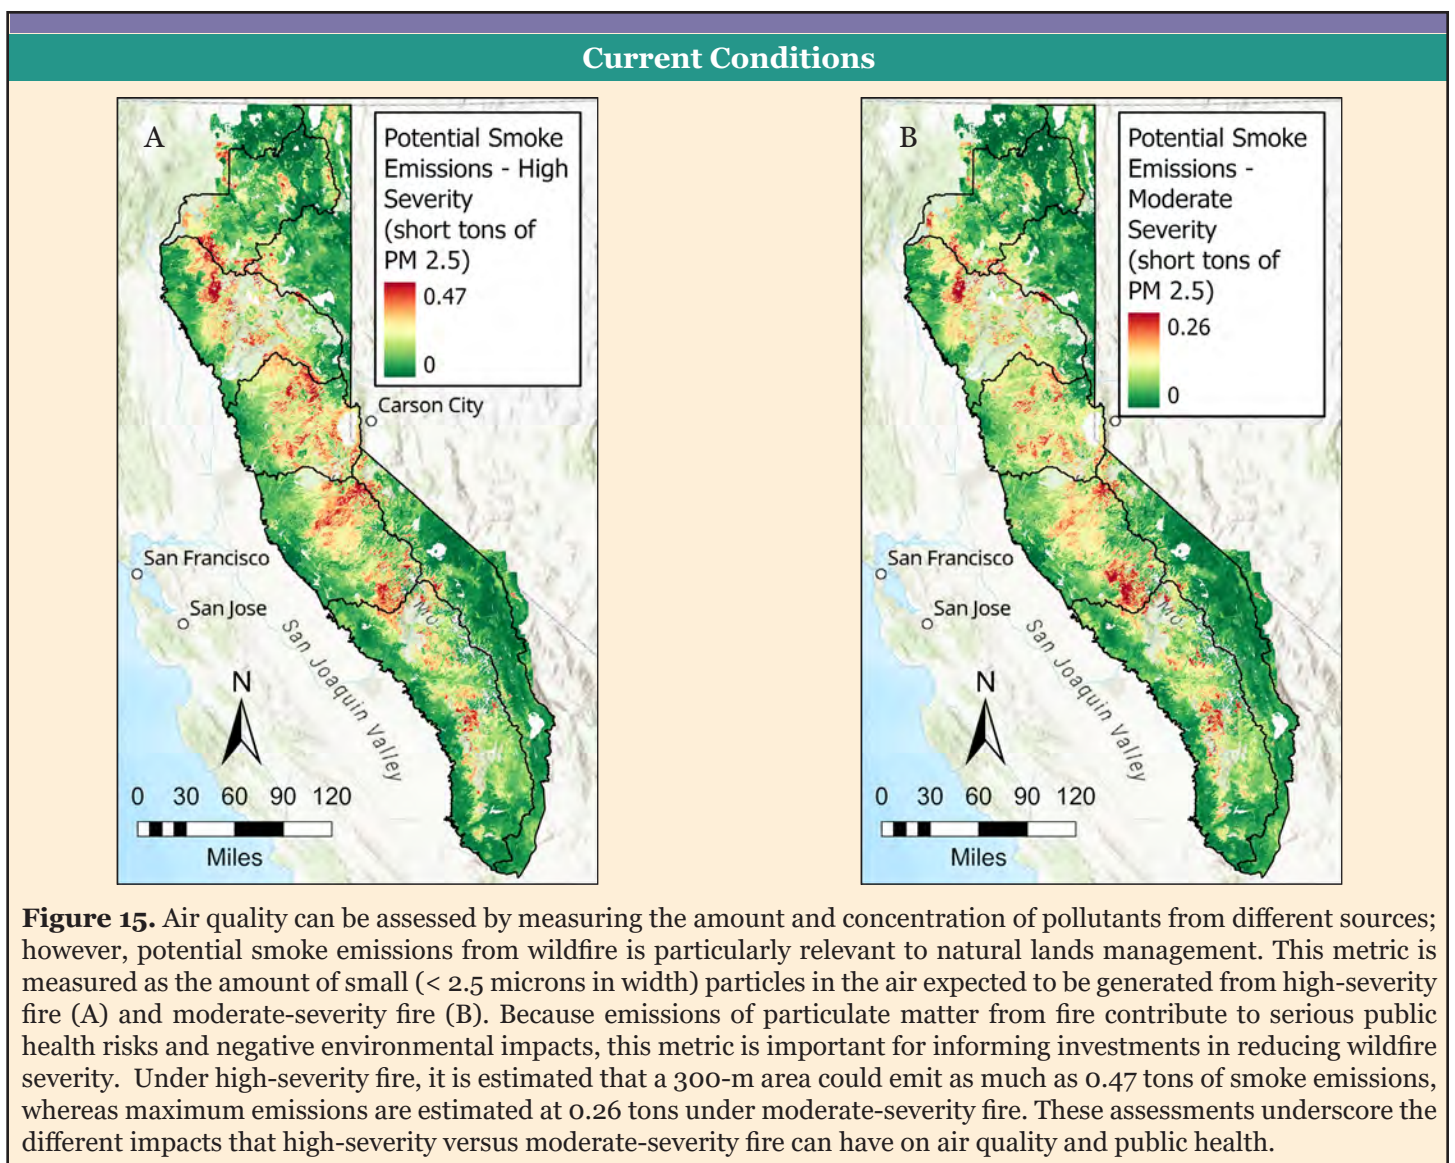 Current Conditions
A
Potential Smoke
Emissions - High
Severity
(short tons of
PM 2.5)
0.47
0
Carson City
San Francisco
San Jose
San Joaquin Valley
No
N
0 30 60 90 120
Miles
B
Potential Smoke
Emissions -
Moderate
Severity
(short tons of
PM 2.5)
0.26
0
San Francisco
San Jose
San Joaquin Valley
No
N
0 30 60 90 120
Miles
Figure 15. Air quality can be assessed by measuring the amount and concentration of pollutants from different sources;
however, potential smoke emissions from wildfire is particularly relevant to natural lands management. This metric is
measured as the amount of small (< 2.5 microns in width) particles in the air expected to be generated from high-severity
fire (A) and moderate-severity fire (B). Because emissions of particulate matter from fire contribute to serious public
health risks and negative environmental impacts, this metric is important for informing investments in reducing wildfire
severity. Under high-severity fire, it is estimated that a 300-m area could emit as much as 0.47 tons of smoke emissions,
whereas maximum emissions are estimated at 0.26 tons under moderate-severity fire. These assessments underscore the
different impacts that high-severity versus moderate-severity fire can have on air quality and public health.